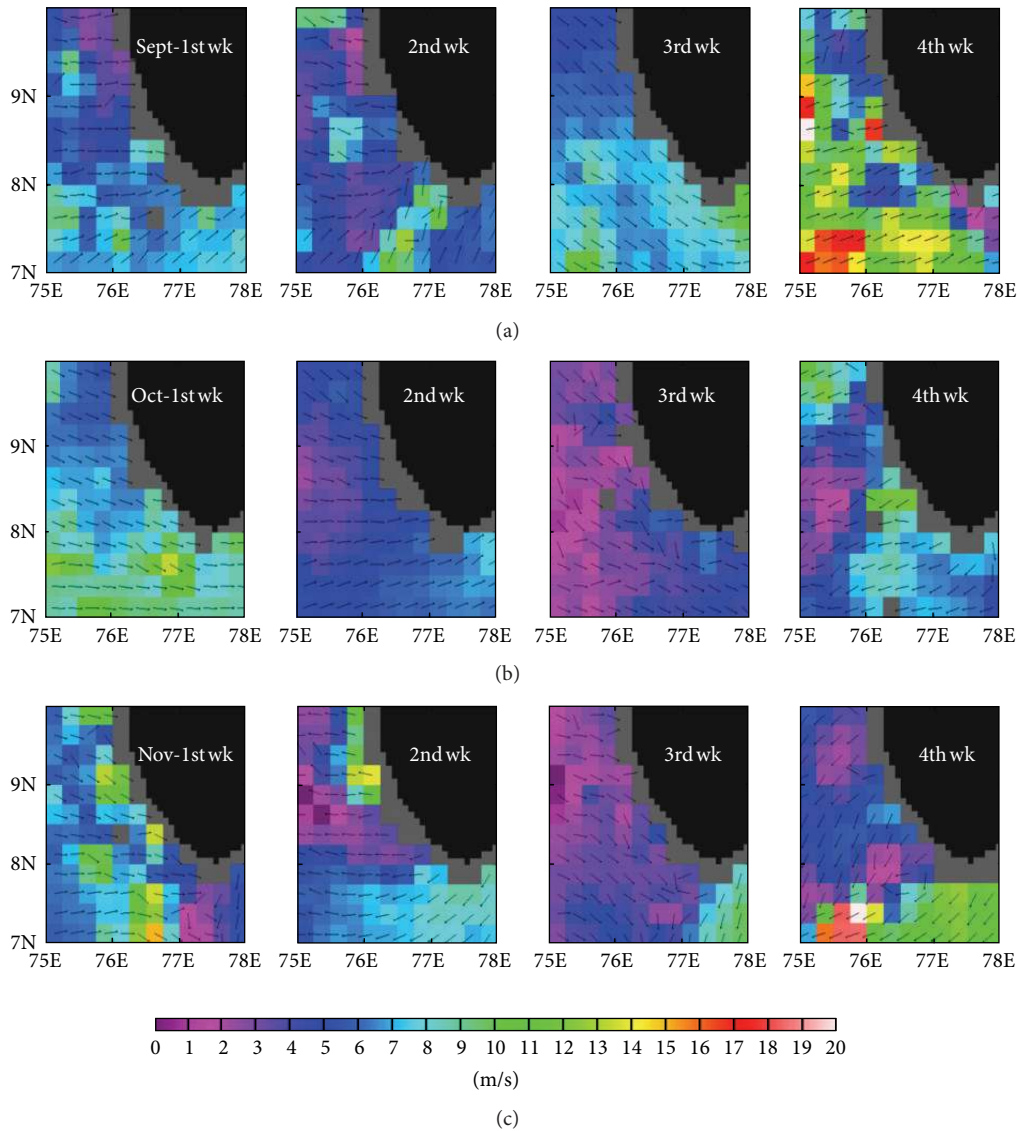 Sept-1st wk 2nd wk 3rd wk 4th wk
9N
8N
7N
75E 76E 77E 78E 75E 76E 77E 78E 75E 76E 77E 78E 75E 76E 77E 78E
(a)
Oct-1st wk 2nd wk 3rd wk 4th wk
9N
8N
7N
75E 76E 77E 78E 75E 76E 77E 78E 75E 76E 77E 78E 75E 76E 77E 78E
(b)
Nov-1st wk 2nd wk 3rd wk 4th wk
9N
8N
7N
75E 76E 77E 78E 75E 76E 77E 78E 75E 76E 77E 78E 75E 76E 77E 78E
0 1 2 3 4 5 6 7 8 9 10 11 12 13 14 15 16 17 18 19 20
(m/s)
(c)